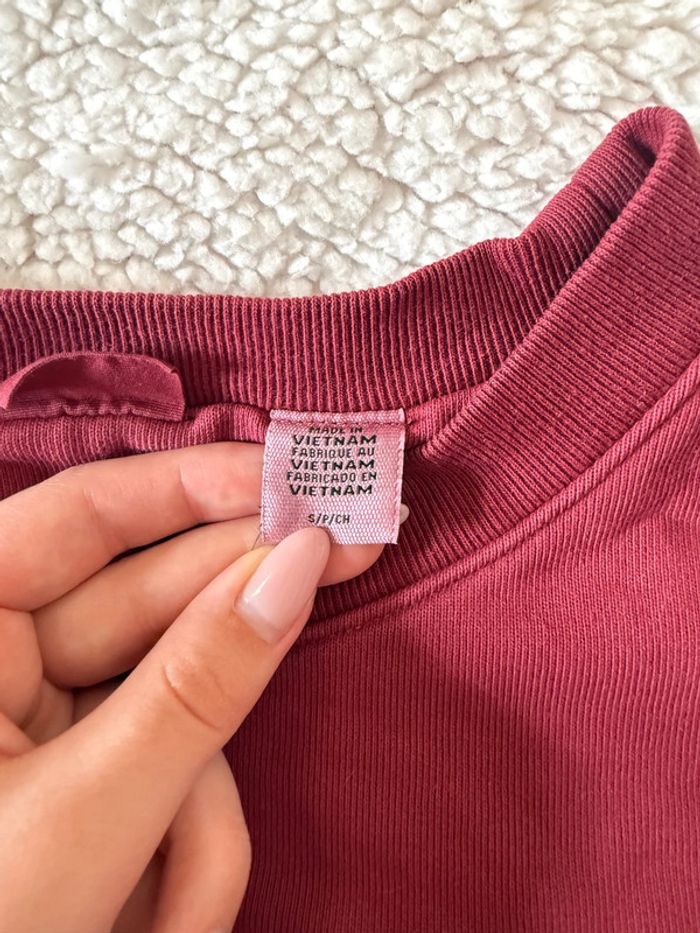 MADE IN
VIETNAM
FABRIQUE AU
VIETNAM
FABRICADO EN
VIETNAM
S/P/CH